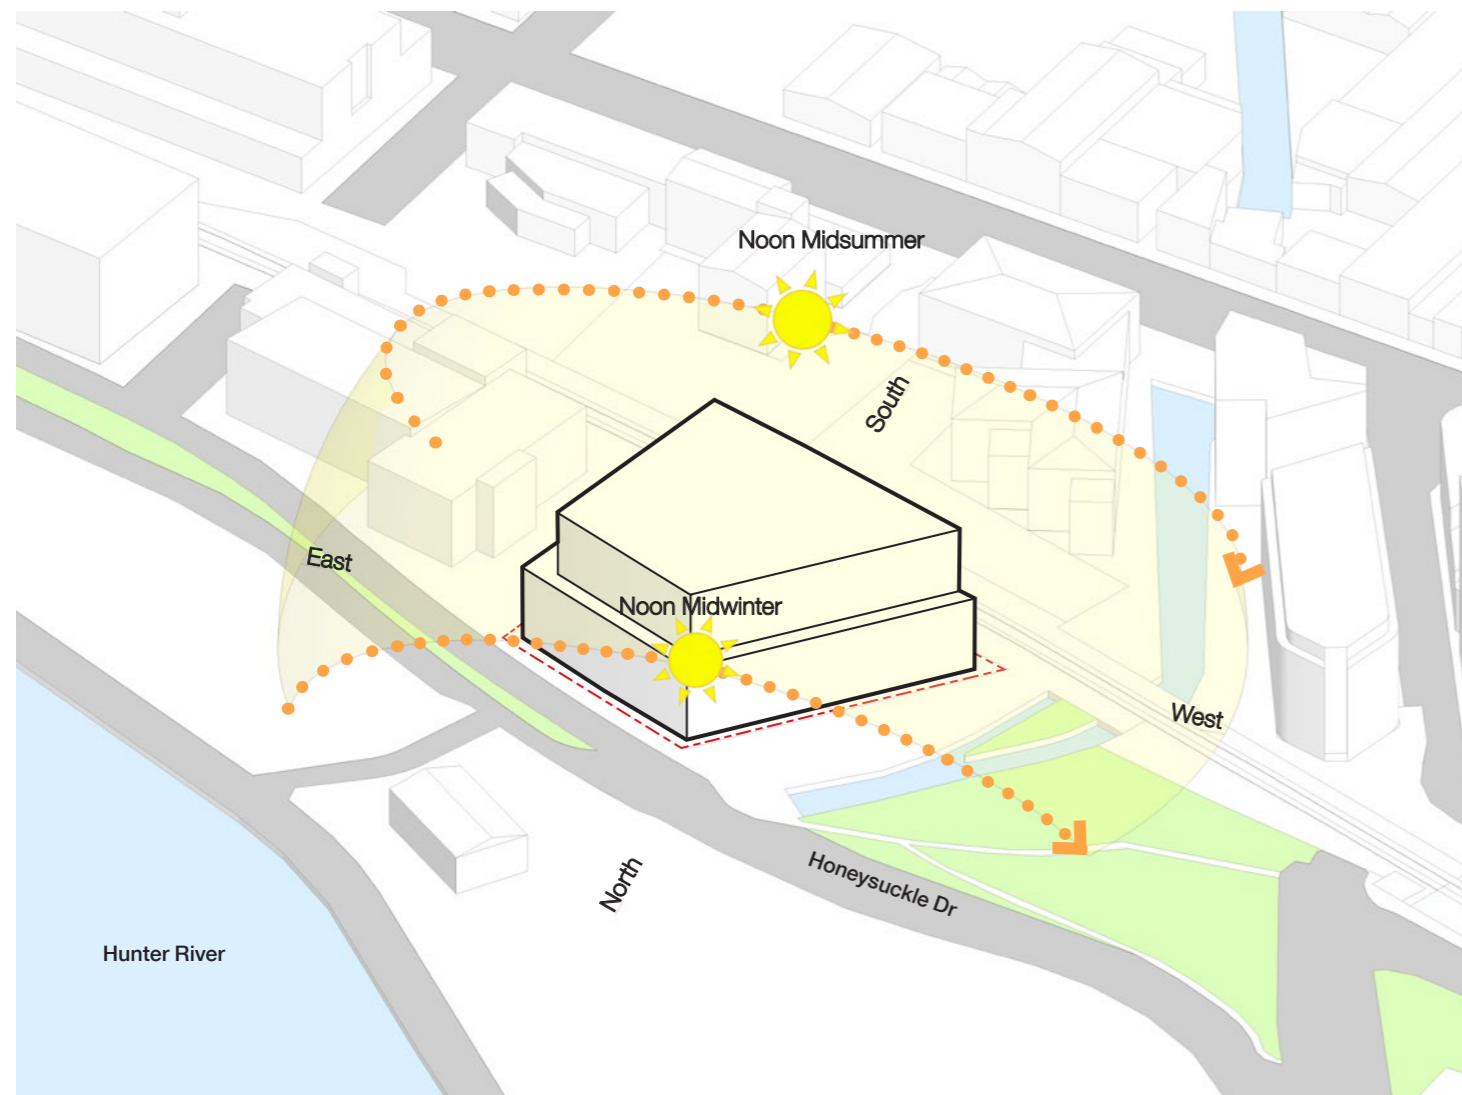 Noon Midsummer
South
East
Noon Midwinter
West
North
Honeysuckle Dr
Hunter River